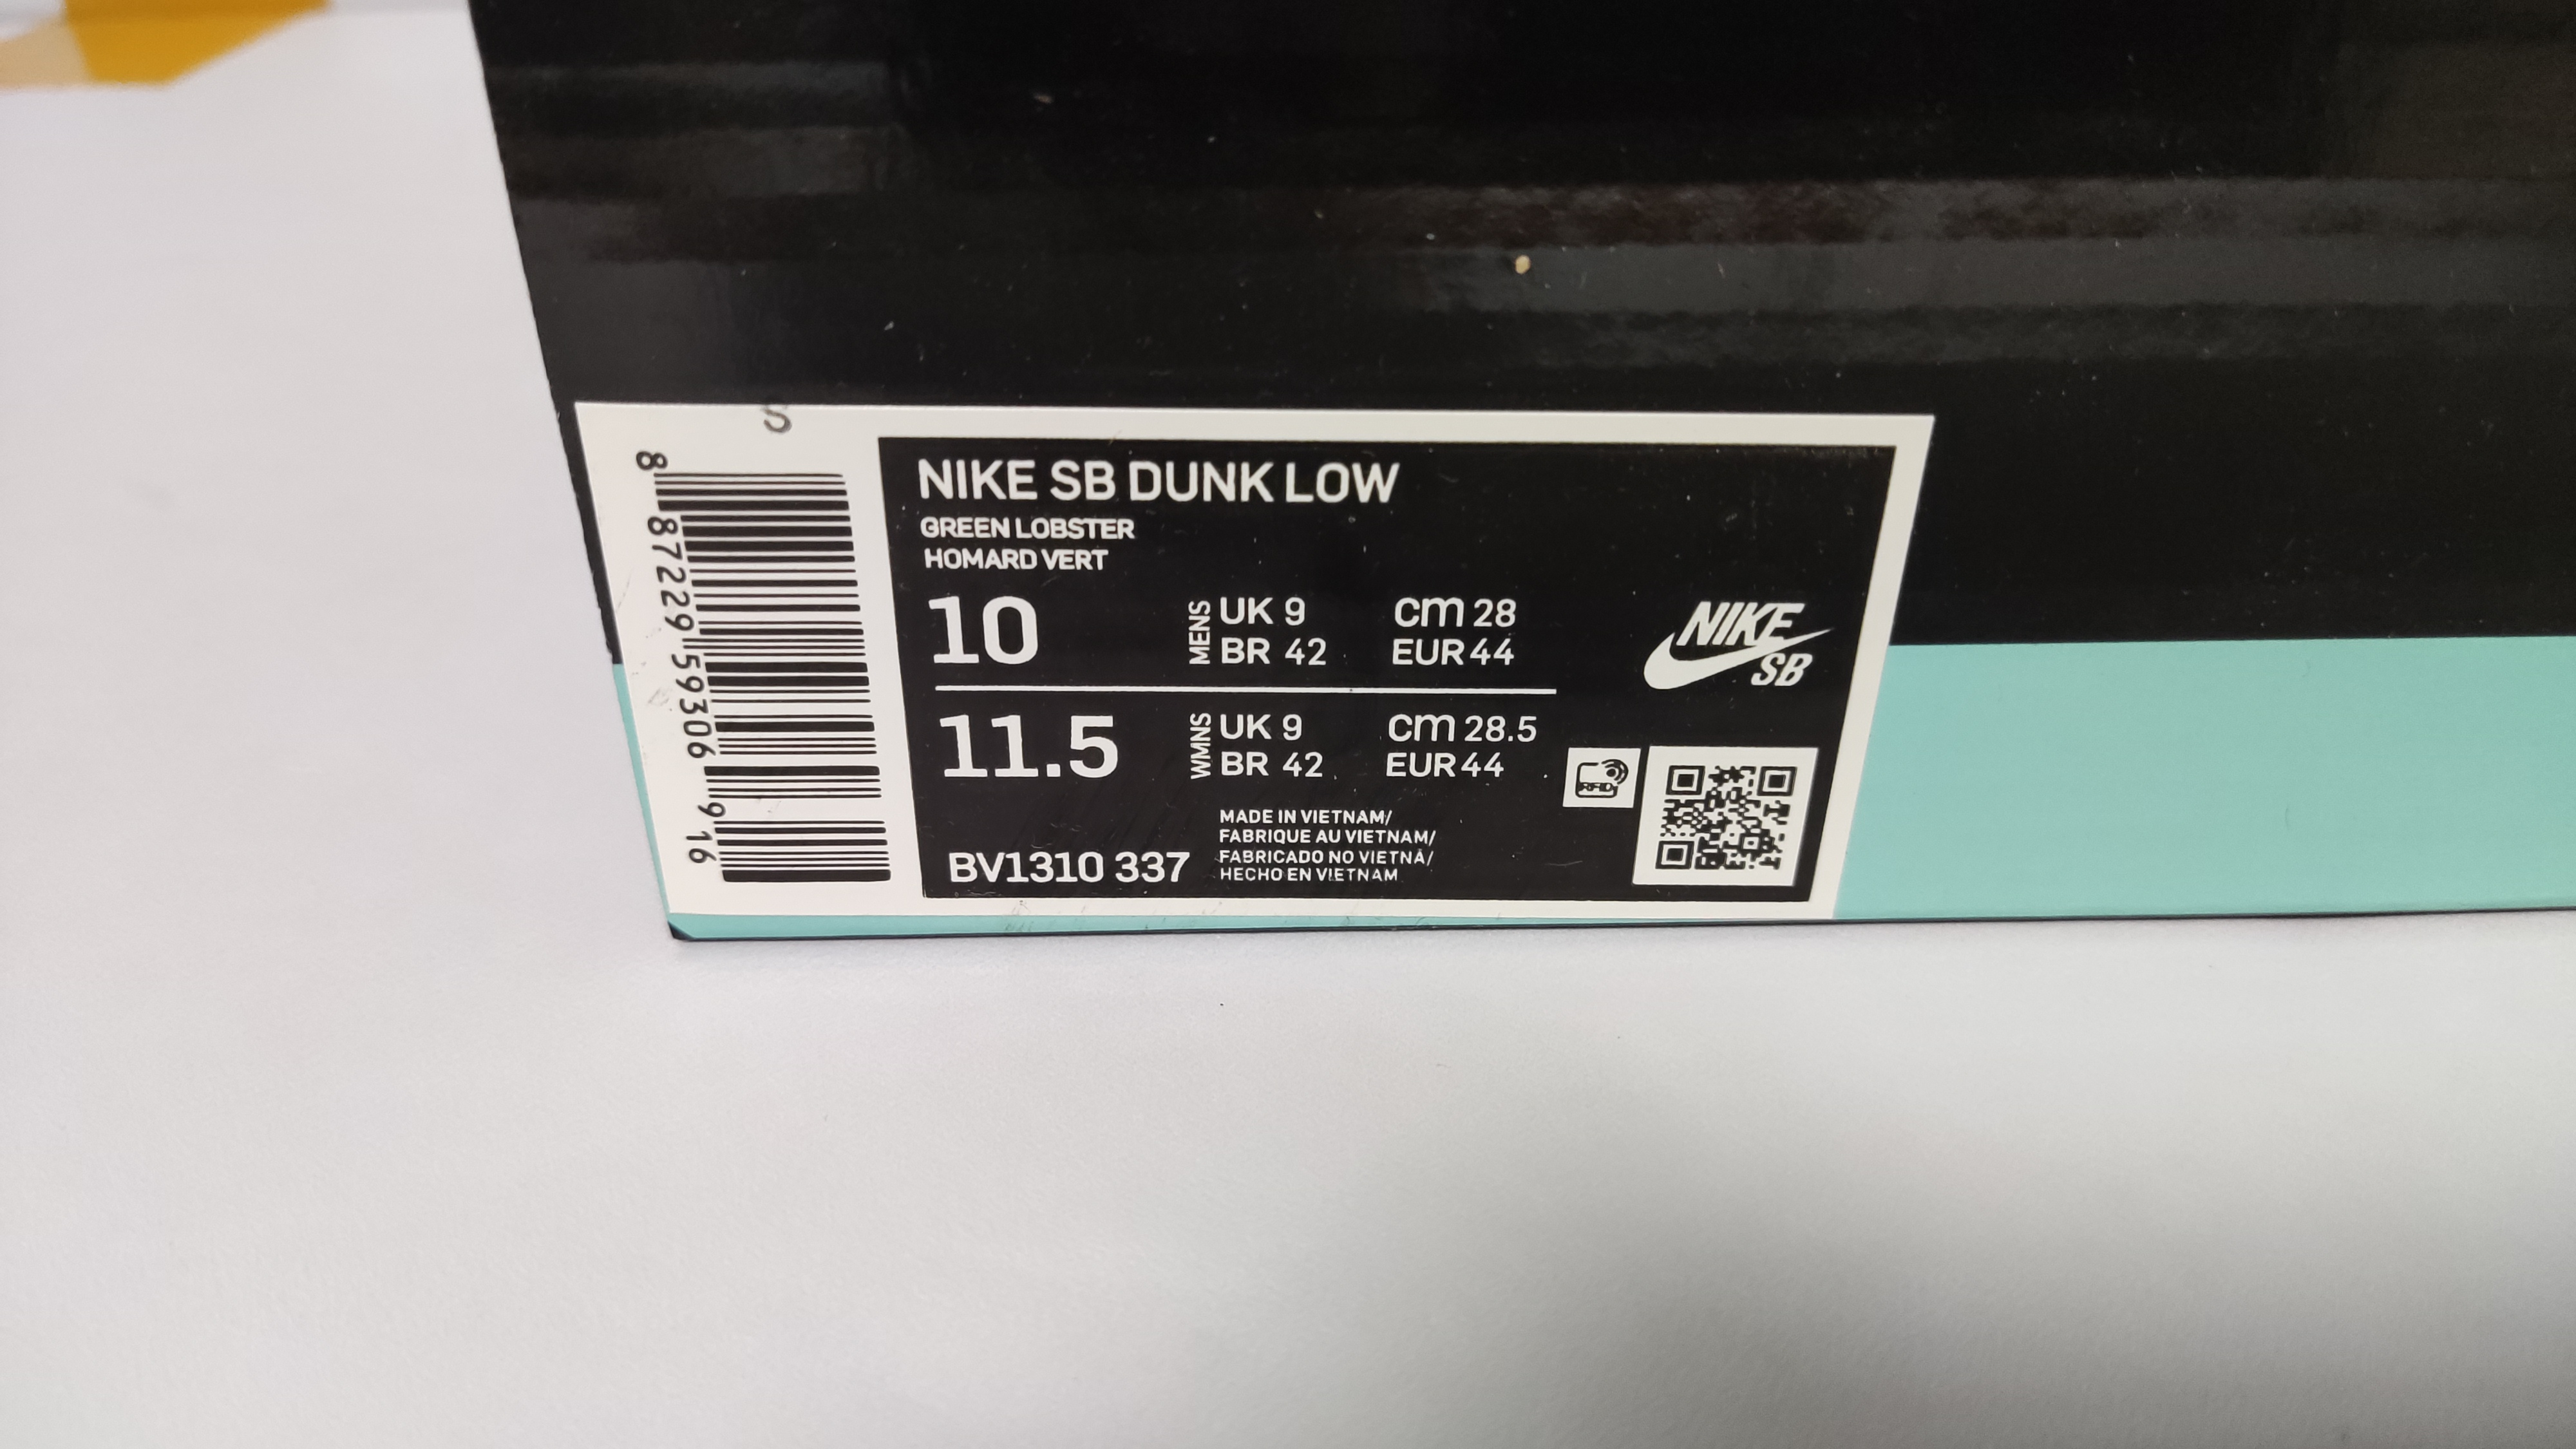 S
8 87229 59306 9 16
NIKE SB DUNK LOW
GREEN LOBSTER
HOMARD VERT
10 MENS UK 9 cm 28
BR 42 EUR 44
11.5 WMNS UK 9 cm 28.5
BR 42 EUR 44
NIKE
SB
RFID
MADE IN VIETNAM/
FABRIQUE AU VIETNAM/
FABRICADO NO VIETNÃ/
HECHO EN VIETNAM
BV1310 337